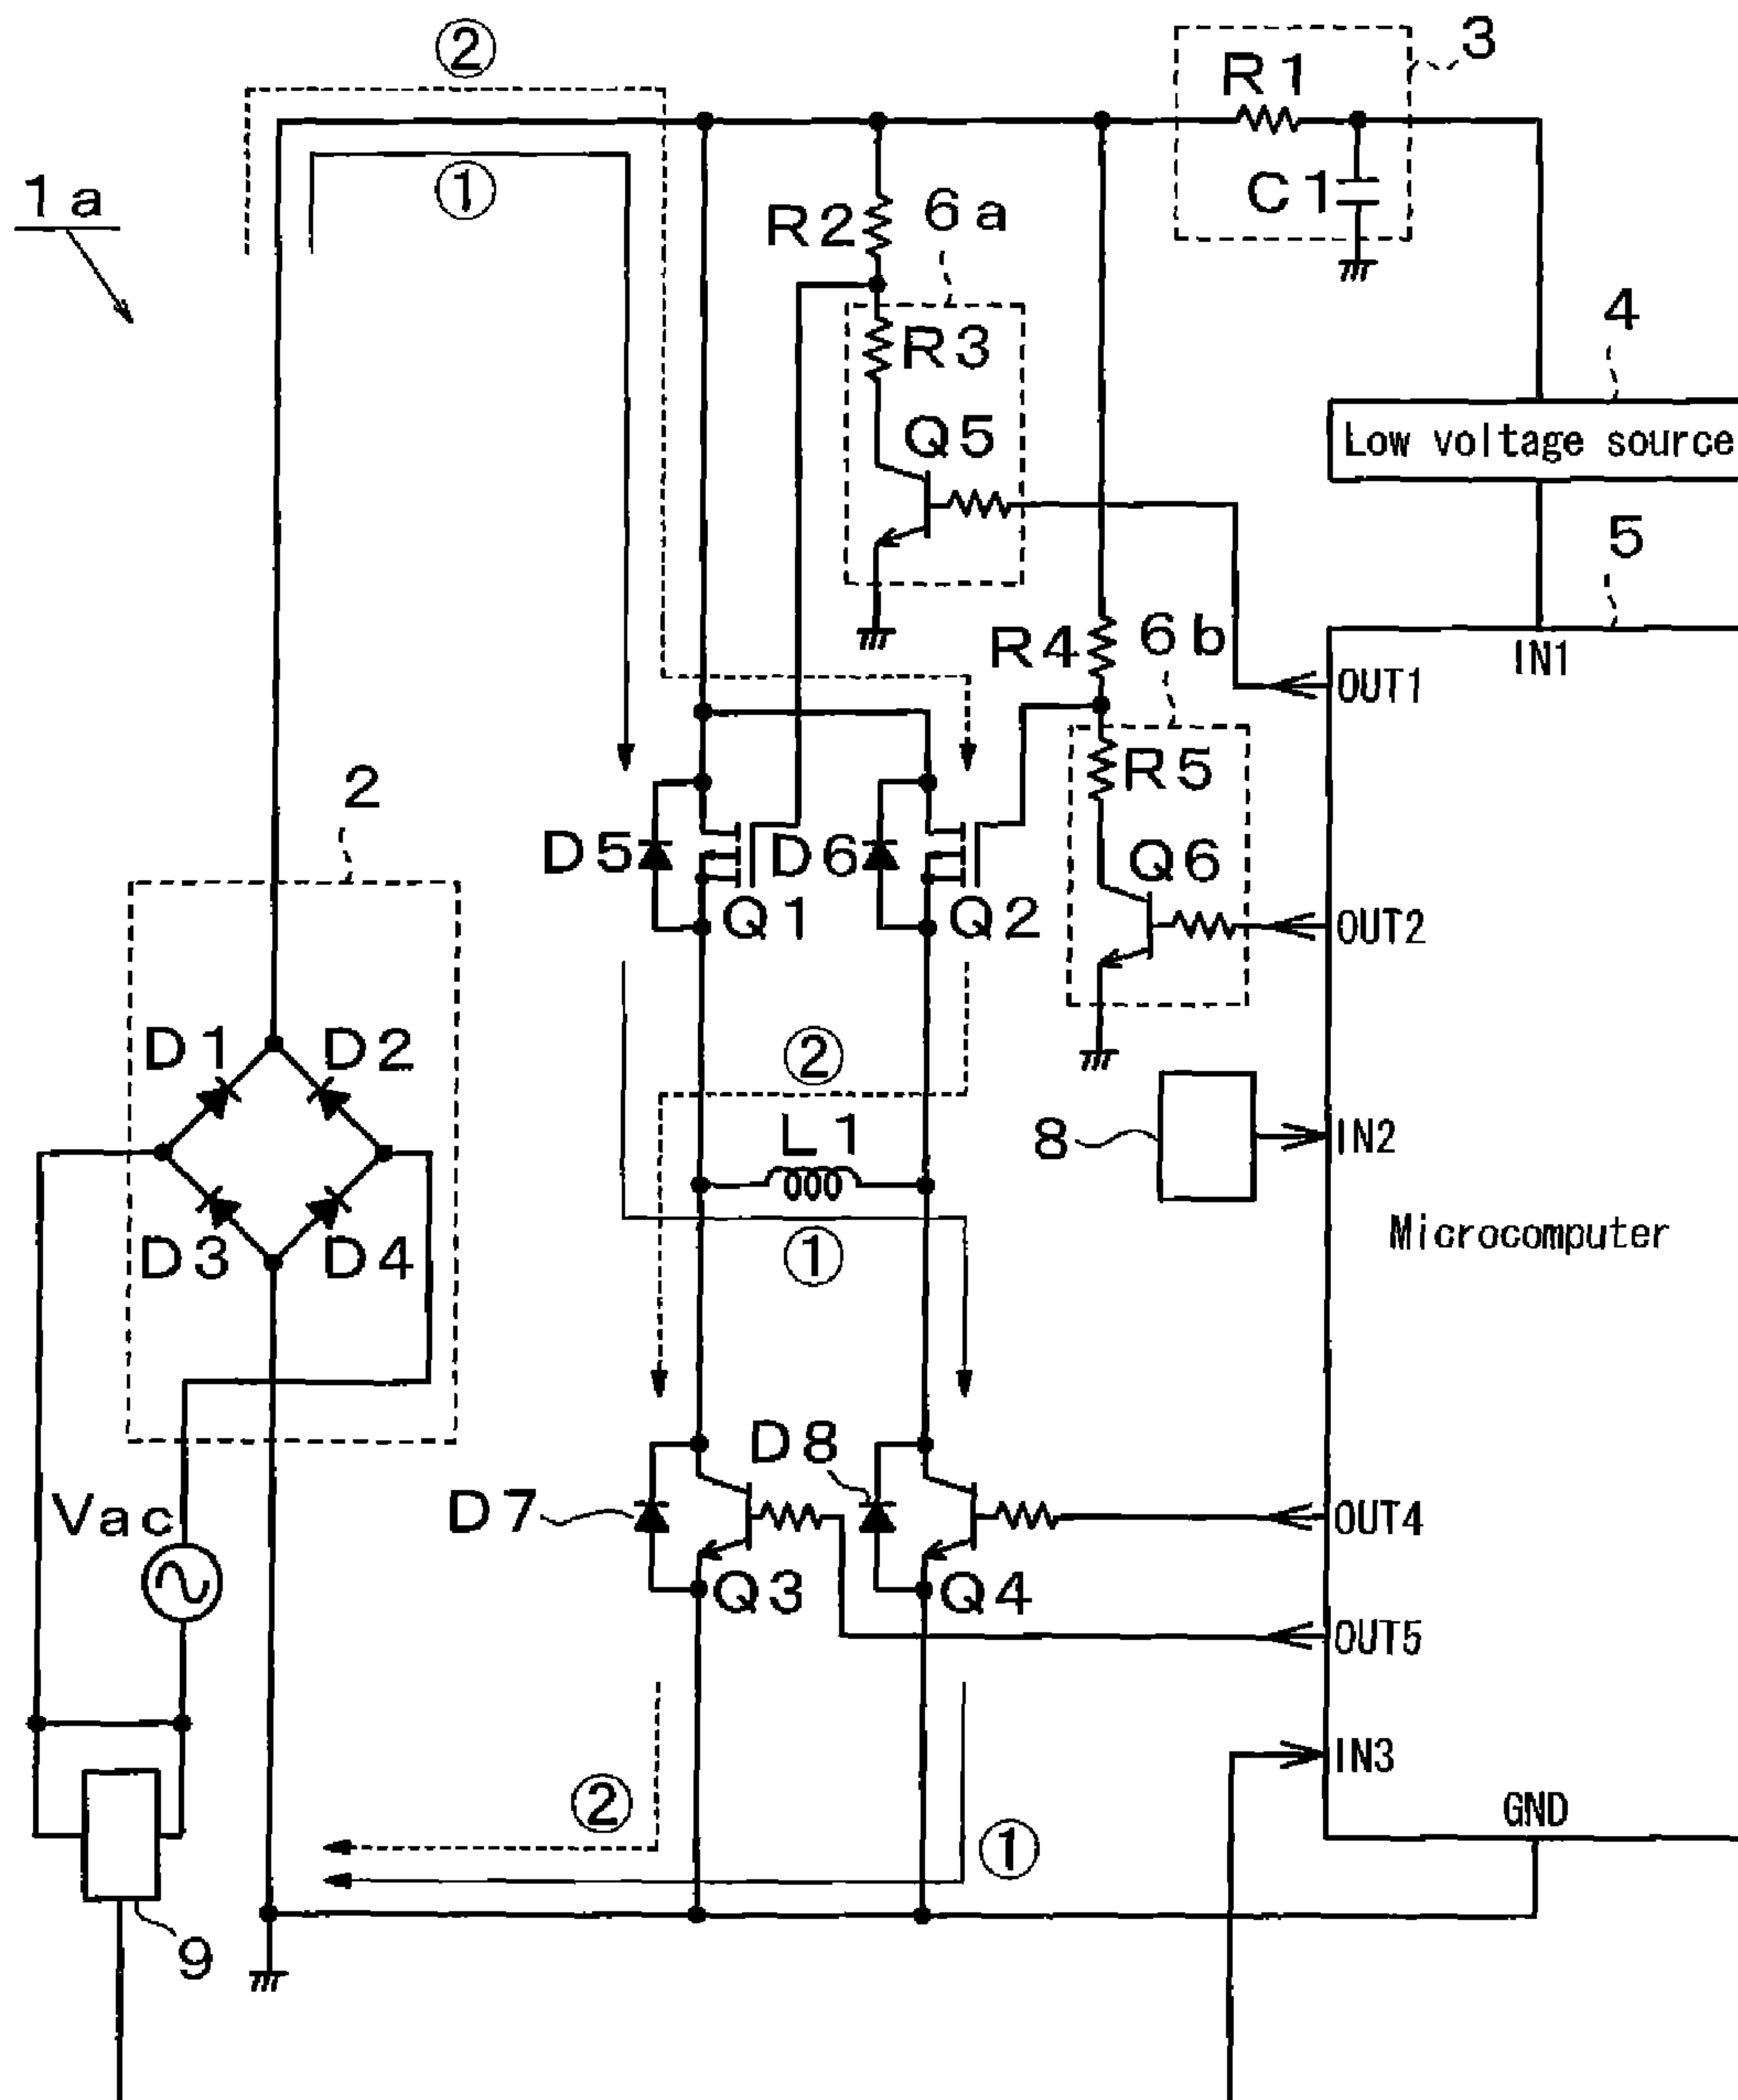 ②
3
R1
①
1a
C1
R2
6a
4
R3
Low voltage source
Q5
5
6b
R4
IN1
OUT1
2
R5
D5
D6
Q6
Q1
Q2
OUT2
D1
D2
②
L1
8
IN2
Microcomputer
D3
D4
①
D8
Vac
D7
OUT4
Q3
Q4
OUT5
IN3
②
①
GND
9